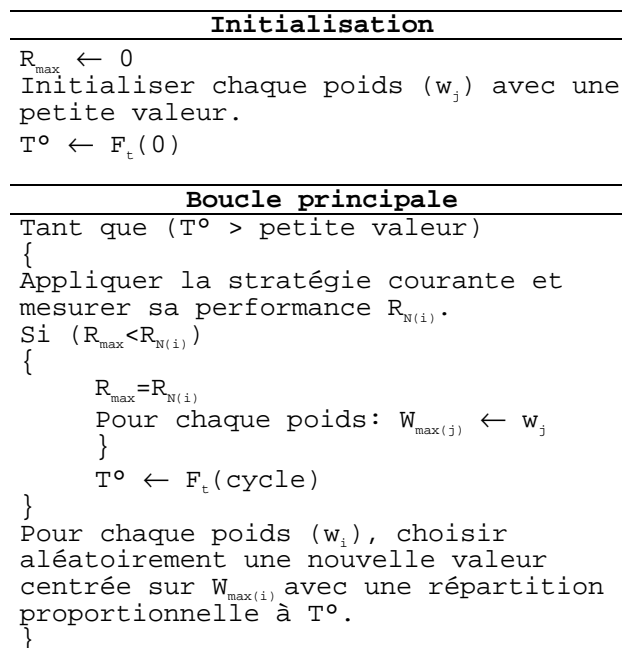 Initialisation
R_max ← 0
Initialiser chaque poids (w_j) avec une
petite valeur.
T° ← F_t(0)
Boucle principale
Tant que (T° > petite valeur)
{
Appliquer la stratégie courante et
mesurer sa performance R_N(i).
Si (R_max<R_N(i))
{
R_max=R_N(i)
Pour chaque poids: W_max(j) ← w_j
}
T° ← F_t(cycle)
}
Pour chaque poids (w_i), choisir
aléatoirement une nouvelle valeur
centrée sur W_max(i) avec une répartition
proportionnelle à T°.
}